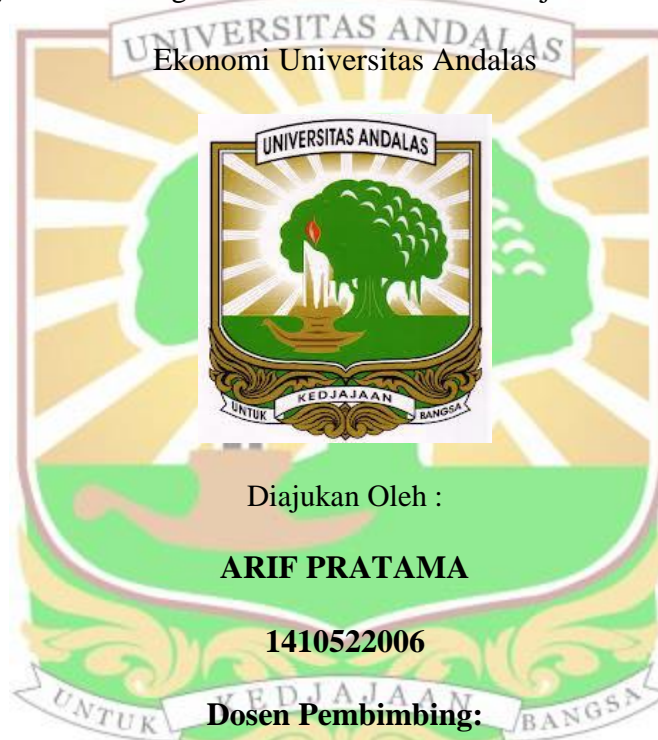 UNIVERSITAS ANDALAS
Ekonomi Universitas Andalas
UNIVERSITAS ANDALAS
UNTUK KEDJAJAAN BANGSA
Diajukan Oleh :
ARIF PRATAMA
1410522006
UNTUK KEDJAJAAN BANGSA
Dosen Pembimbing: